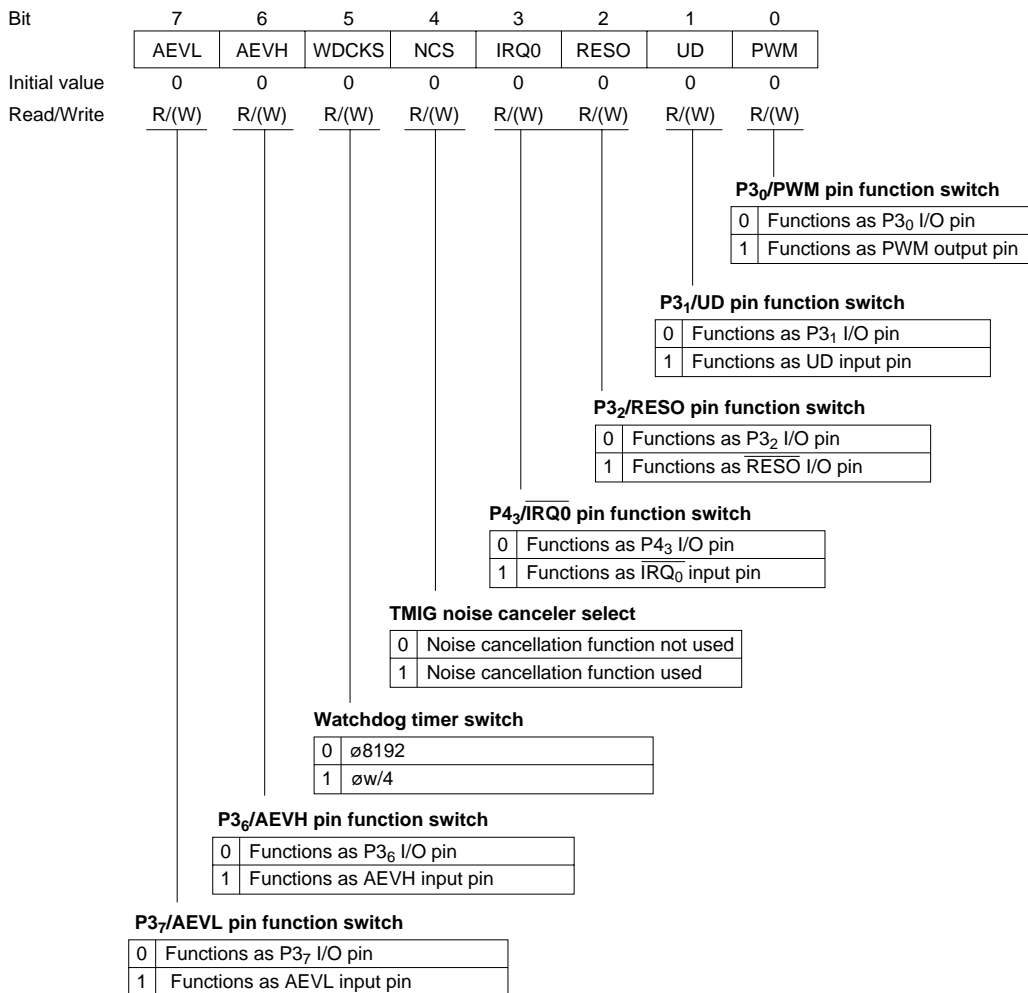 Bit 7 6 5 4 3 2 1 0
AEVL AEVH WDCKS NCS IRQ0 RESO UD PWM
Initial value 0 0 0 0 0 0 0 0
Read/Write R/(W) R/(W) R/(W) R/(W) R/(W) R/(W) R/(W) R/(W)
P3₀/PWM pin function switch
0 Functions as P3₀ I/O pin
1 Functions as PWM output pin
P3₁/UD pin function switch
0 Functions as P3₁ I/O pin
1 Functions as UD input pin
P3₂/RESO pin function switch
0 Functions as P3₂ I/O pin
1 Functions as R̅E̅S̅O̅ I/O pin
P4₃/I̅R̅Q̅0̅ pin function switch
0 Functions as P4₃ I/O pin
1 Functions as I̅R̅Q̅₀̅ input pin
TMIG noise canceler select
0 Noise cancellation function not used
1 Noise cancellation function used
Watchdog timer switch
0 ø8192
1 øw/4
P3₆/AEVH pin function switch
0 Functions as P3₆ I/O pin
1 Functions as AEVH input pin
P3₇/AEVL pin function switch
0 Functions as P3₇ I/O pin
1 Functions as AEVL input pin